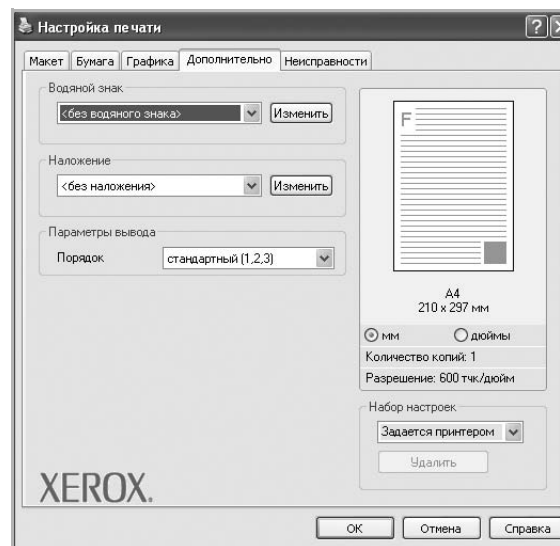 Настройка печати
Макет Бумага Графика Дополнительно Неисправности
Водяной знак
<без водяного знака> Изменить
Наложение
<без наложения> Изменить
Параметры вывода
Порядок стандартный (1,2,3)
F
A4
210 x 297 мм
мм дюймы
Количество копий: 1
Разрешение: 600 тчк/дюйм
Набор настроек
Задается принтером
Удалить
XEROX.
ОК Отмена Справка